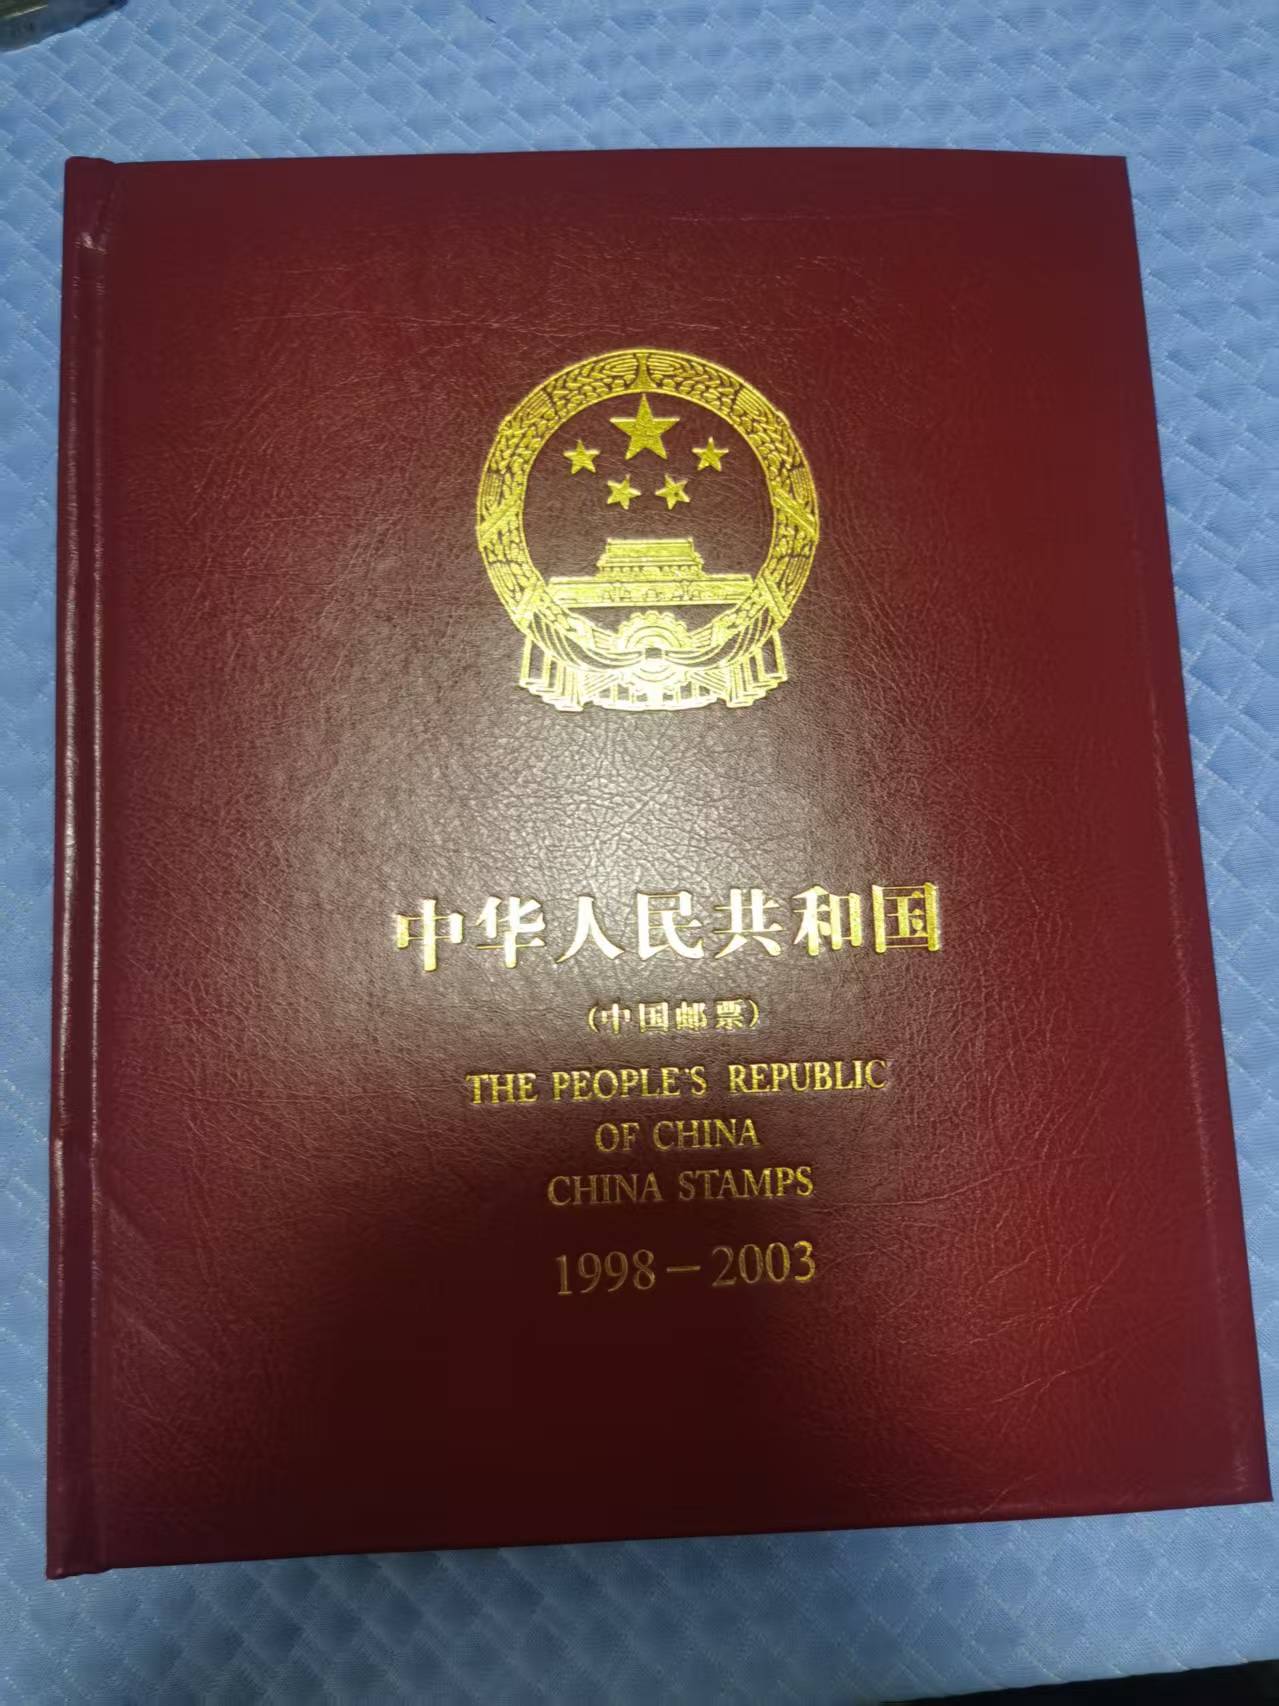 中华人民共和国
(中国邮票)
THE PEOPLE'S REPUBLIC
OF CHINA
CHINA STAMPS
1998-2003